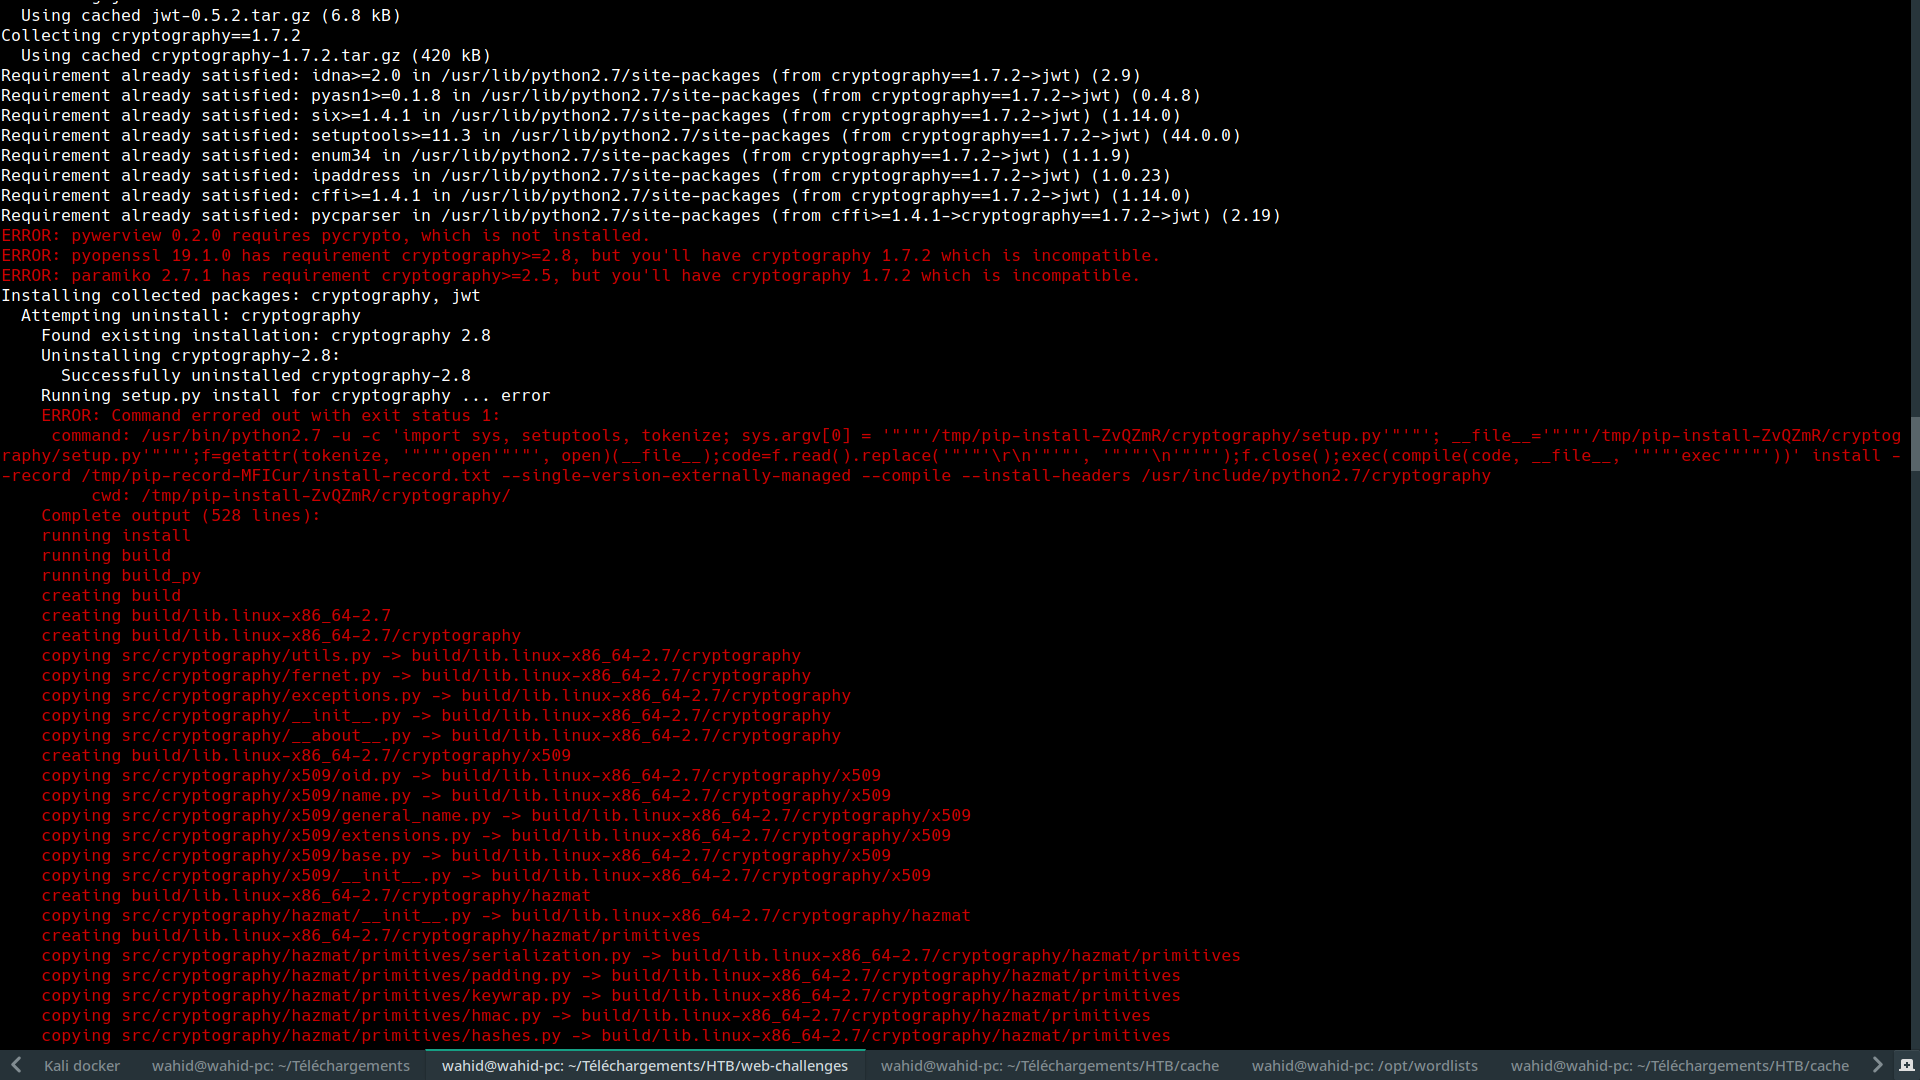 Using cached jwt-0.5.2.tar.gz (6.8 kB)
Collecting cryptography==1.7.2
Using cached cryptography-1.7.2.tar.gz (420 kB)
Requirement already satisfied: idna>=2.0 in /usr/lib/python2.7/site-packages (from cryptography==1.7.2->jwt) (2.9)
Requirement already satisfied: pyasn1>=0.1.8 in /usr/lib/python2.7/site-packages (from cryptography==1.7.2->jwt) (0.4.8)
Requirement already satisfied: six>=1.4.1 in /usr/lib/python2.7/site-packages (from cryptography==1.7.2->jwt) (1.14.0)
Requirement already satisfied: setuptools>=11.3 in /usr/lib/python2.7/site-packages (from cryptography==1.7.2->jwt) (44.0.0)
Requirement already satisfied: enum34 in /usr/lib/python2.7/site-packages (from cryptography==1.7.2->jwt) (1.1.9)
Requirement already satisfied: ipaddress in /usr/lib/python2.7/site-packages (from cryptography==1.7.2->jwt) (1.0.23)
Requirement already satisfied: cffi>=1.4.1 in /usr/lib/python2.7/site-packages (from cryptography==1.7.2->jwt) (1.14.0)
Requirement already satisfied: pycparser in /usr/lib/python2.7/site-packages (from cffi>=1.4.1->cryptography==1.7.2->jwt) (2.19)
ERROR: pywerview 0.2.0 requires pycrypto, which is not installed.
ERROR: pyopenssl 19.1.0 has requirement cryptography>=2.8, but you'll have cryptography 1.7.2 which is incompatible.
ERROR: paramiko 2.7.1 has requirement cryptography>=2.5, but you'll have cryptography 1.7.2 which is incompatible.
Installing collected packages: cryptography, jwt
Attempting uninstall: cryptography
Found existing installation: cryptography 2.8
Uninstalling cryptography-2.8:
Successfully uninstalled cryptography-2.8
Running setup.py install for cryptography ... error
ERROR: Command errored out with exit status 1:
command: /usr/bin/python2.7 -u -c 'import sys, setuptools, tokenize; sys.argv[0] = '"'"'/tmp/pip-install-ZvQZmR/cryptography/setup.py'"'"'; __file__='"'"'/tmp/pip-install-ZvQZmR/cryptog
raphy/setup.py'"'"';f=getattr(tokenize, '"'"'open'"'"', open)(__file__);code=f.read().replace('"'"'\r\n'"'"', '"'"'\n'"'"');f.close();exec(compile(code, __file__, '"'"'exec'"'"'))' install -
-record /tmp/pip-record-MFICur/install-record.txt --single-version-externally-managed --compile --install-headers /usr/include/python2.7/cryptography
cwd: /tmp/pip-install-ZvQZmR/cryptography/
Complete output (528 lines):
running install
running build
running build_py
creating build
creating build/lib.linux-x86_64-2.7
creating build/lib.linux-x86_64-2.7/cryptography
copying src/cryptography/utils.py -> build/lib.linux-x86_64-2.7/cryptography
copying src/cryptography/fernet.py -> build/lib.linux-x86_64-2.7/cryptography
copying src/cryptography/exceptions.py -> build/lib.linux-x86_64-2.7/cryptography
copying src/cryptography/__init__.py -> build/lib.linux-x86_64-2.7/cryptography
copying src/cryptography/__about__.py -> build/lib.linux-x86_64-2.7/cryptography
creating build/lib.linux-x86_64-2.7/cryptography/x509
copying src/cryptography/x509/oid.py -> build/lib.linux-x86_64-2.7/cryptography/x509
copying src/cryptography/x509/name.py -> build/lib.linux-x86_64-2.7/cryptography/x509
copying src/cryptography/x509/general_name.py -> build/lib.linux-x86_64-2.7/cryptography/x509
copying src/cryptography/x509/extensions.py -> build/lib.linux-x86_64-2.7/cryptography/x509
copying src/cryptography/x509/base.py -> build/lib.linux-x86_64-2.7/cryptography/x509
copying src/cryptography/x509/__init__.py -> build/lib.linux-x86_64-2.7/cryptography/x509
creating build/lib.linux-x86_64-2.7/cryptography/hazmat
copying src/cryptography/hazmat/__init__.py -> build/lib.linux-x86_64-2.7/cryptography/hazmat
creating build/lib.linux-x86_64-2.7/cryptography/hazmat/primitives
copying src/cryptography/hazmat/primitives/serialization.py -> build/lib.linux-x86_64-2.7/cryptography/hazmat/primitives
copying src/cryptography/hazmat/primitives/padding.py -> build/lib.linux-x86_64-2.7/cryptography/hazmat/primitives
copying src/cryptography/hazmat/primitives/keywrap.py -> build/lib.linux-x86_64-2.7/cryptography/hazmat/primitives
copying src/cryptography/hazmat/primitives/hmac.py -> build/lib.linux-x86_64-2.7/cryptography/hazmat/primitives
copying src/cryptography/hazmat/primitives/hashes.py -> build/lib.linux-x86_64-2.7/cryptography/hazmat/primitives
Kali docker wahid@wahid-pc: ~/Téléchargements wahid@wahid-pc: ~/Téléchargements/HTB/web-challenges wahid@wahid-pc: ~/Téléchargements/HTB/cache wahid@wahid-pc: /opt/wordlists wahid@wahid-pc: ~/Téléchargements/HTB/cache